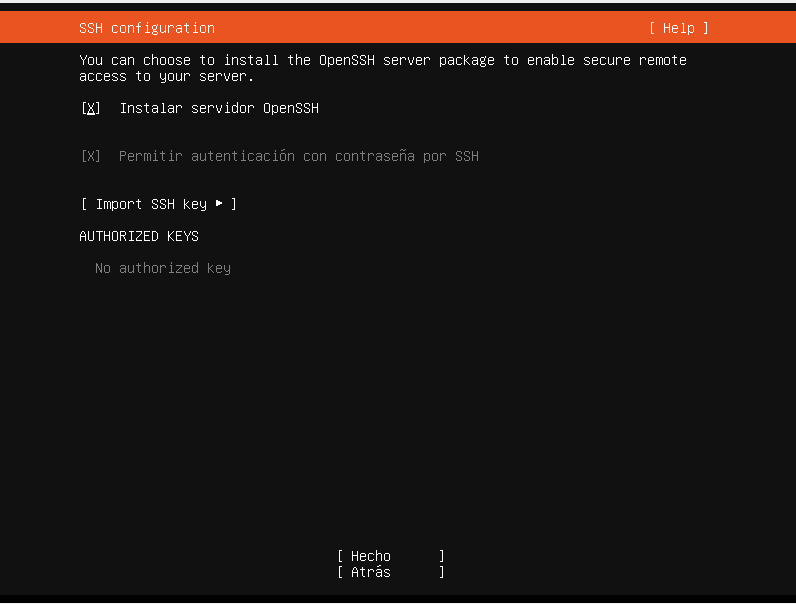 SSH configuration [ Help ]
You can choose to install the OpenSSH server package to enable secure remote
access to your server.
[X] Instalar servidor OpenSSH
[X] Permitir autenticación con contraseña por SSH
[ Import SSH key ▸ ]
AUTHORIZED KEYS
No authorized key
[ Hecho ]
[ Atrás ]